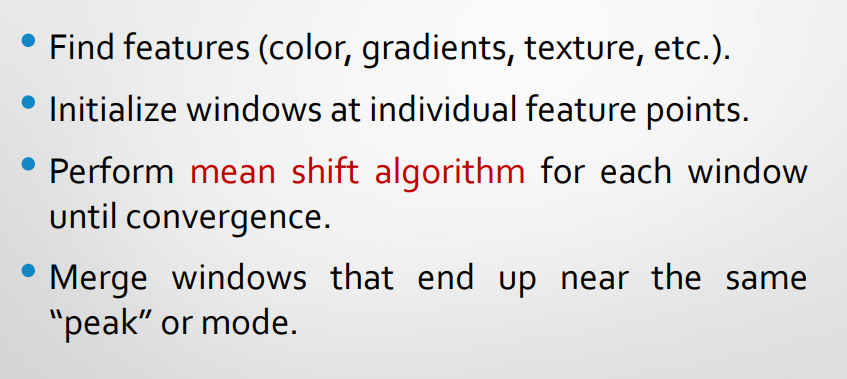 • Find features (color, gradients, texture, etc.).
• Initialize windows at individual feature points.
• Perform mean shift algorithm for each window
until convergence.
• Merge windows that end up near the same
“peak” or mode.